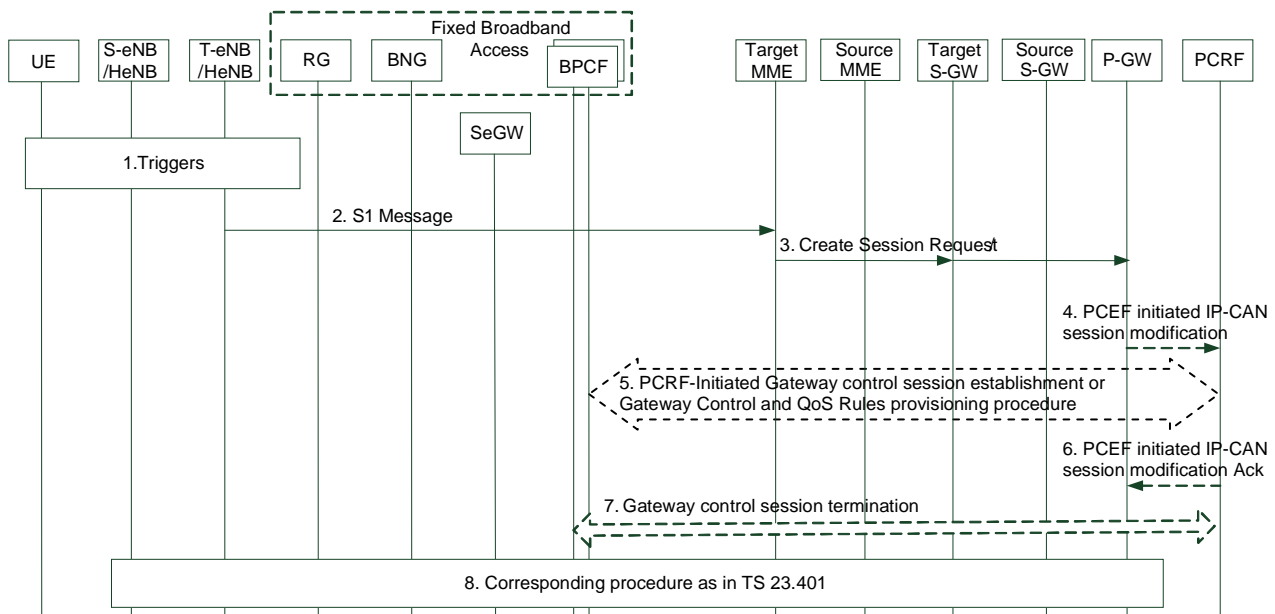 Fixed Broadband
Access
UE
S-eNB
/HeNB
T-eNB
/HeNB
RG
BNG
BPCF
Target
MME
Source
MME
Target
S-GW
Source
S-GW
P-GW
PCRF
SeGW
1.Triggers
2. S1 Message
3. Create Session Request/
4. PCEF initiated IP-CAN
session modification
5. PCRF-Initiated Gateway control session establishment or
Gateway Control and QoS Rules provisioning procedure
6. PCEF initiated IP-CAN
session modification Ack
7. Gateway control session termination
8. Corresponding procedure as in TS 23.401